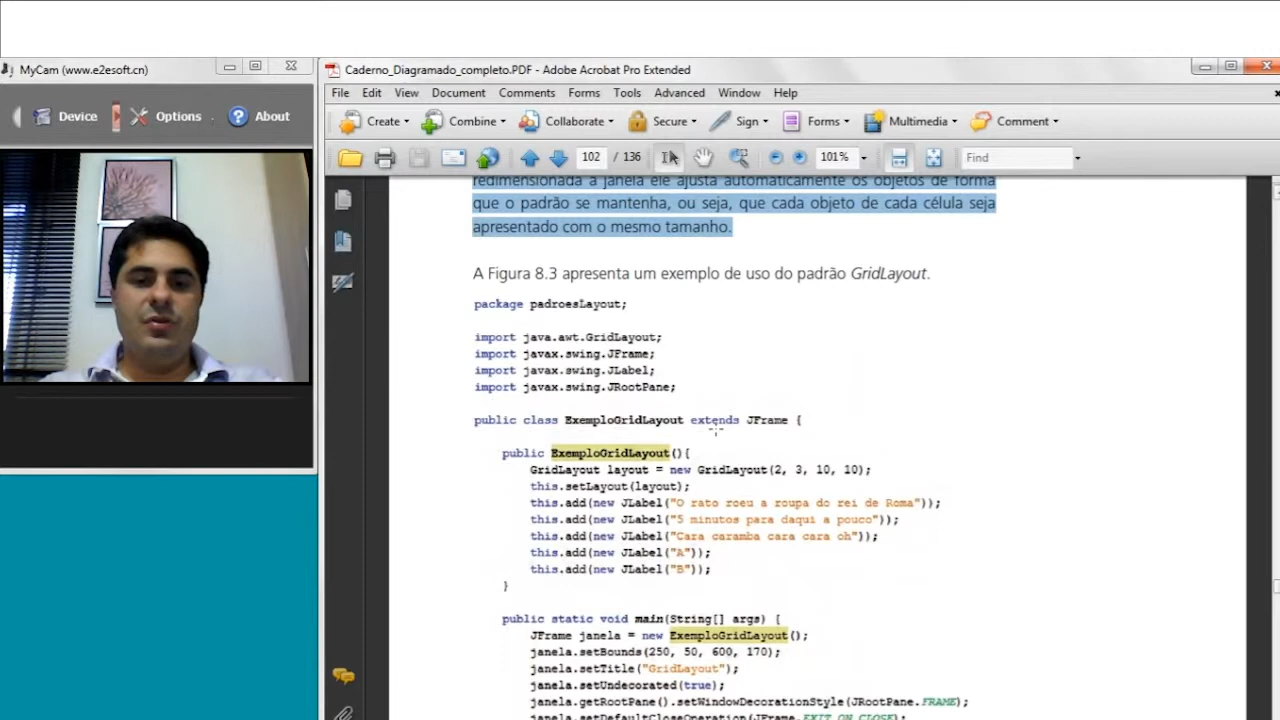 MyCam (www.e2esoft.cn)
Device
Options
About
Caderno_Diagramado_completo.PDF - Adobe Acrobat Pro Extended
File Edit View Document Comments Forms Tools Advanced Window Help
Create Combine Collaborate Secure Sign Forms Multimedia Comment
102 / 136 101% Find
redimensionada a janela ele ajusta automaticamente os objetos de forma
que o padrão se mantenha, ou seja, que cada objeto de cada célula seja
apresentado com o mesmo tamanho.
A Figura 8.3 apresenta um exemplo de uso do padrão GridLayout.
package padroesLayout;
import java.awt.GridLayout;
import javax.swing.JFrame;
import javax.swing.JLabel;
import javax.swing.JRootPane;
public class ExemploGridLayout extends JFrame {
public ExemploGridLayout(){
GridLayout layout = new GridLayout(2, 3, 10, 10);
this.setLayout(layout);
this.add(new JLabel("O rato roeu a roupa do rei de Roma"));
this.add(new JLabel("5 minutos para daqui a pouco"));
this.add(new JLabel("Cara caramba cara cara oh"));
this.add(new JLabel("A"));
this.add(new JLabel("B"));
}
public static void main(String[] args) {
JFrame janela = new ExemploGridLayout();
janela.setBounds(250, 50, 600, 170);
janela.setTitle("GridLayout");
janela.setUndecorated(true);
janela.getRootPane().setWindowDecorationStyle(JRootPane.FRAME);
janela.setDefaultCloseOperation(JFrame.EXIT_ON_CLOSE);